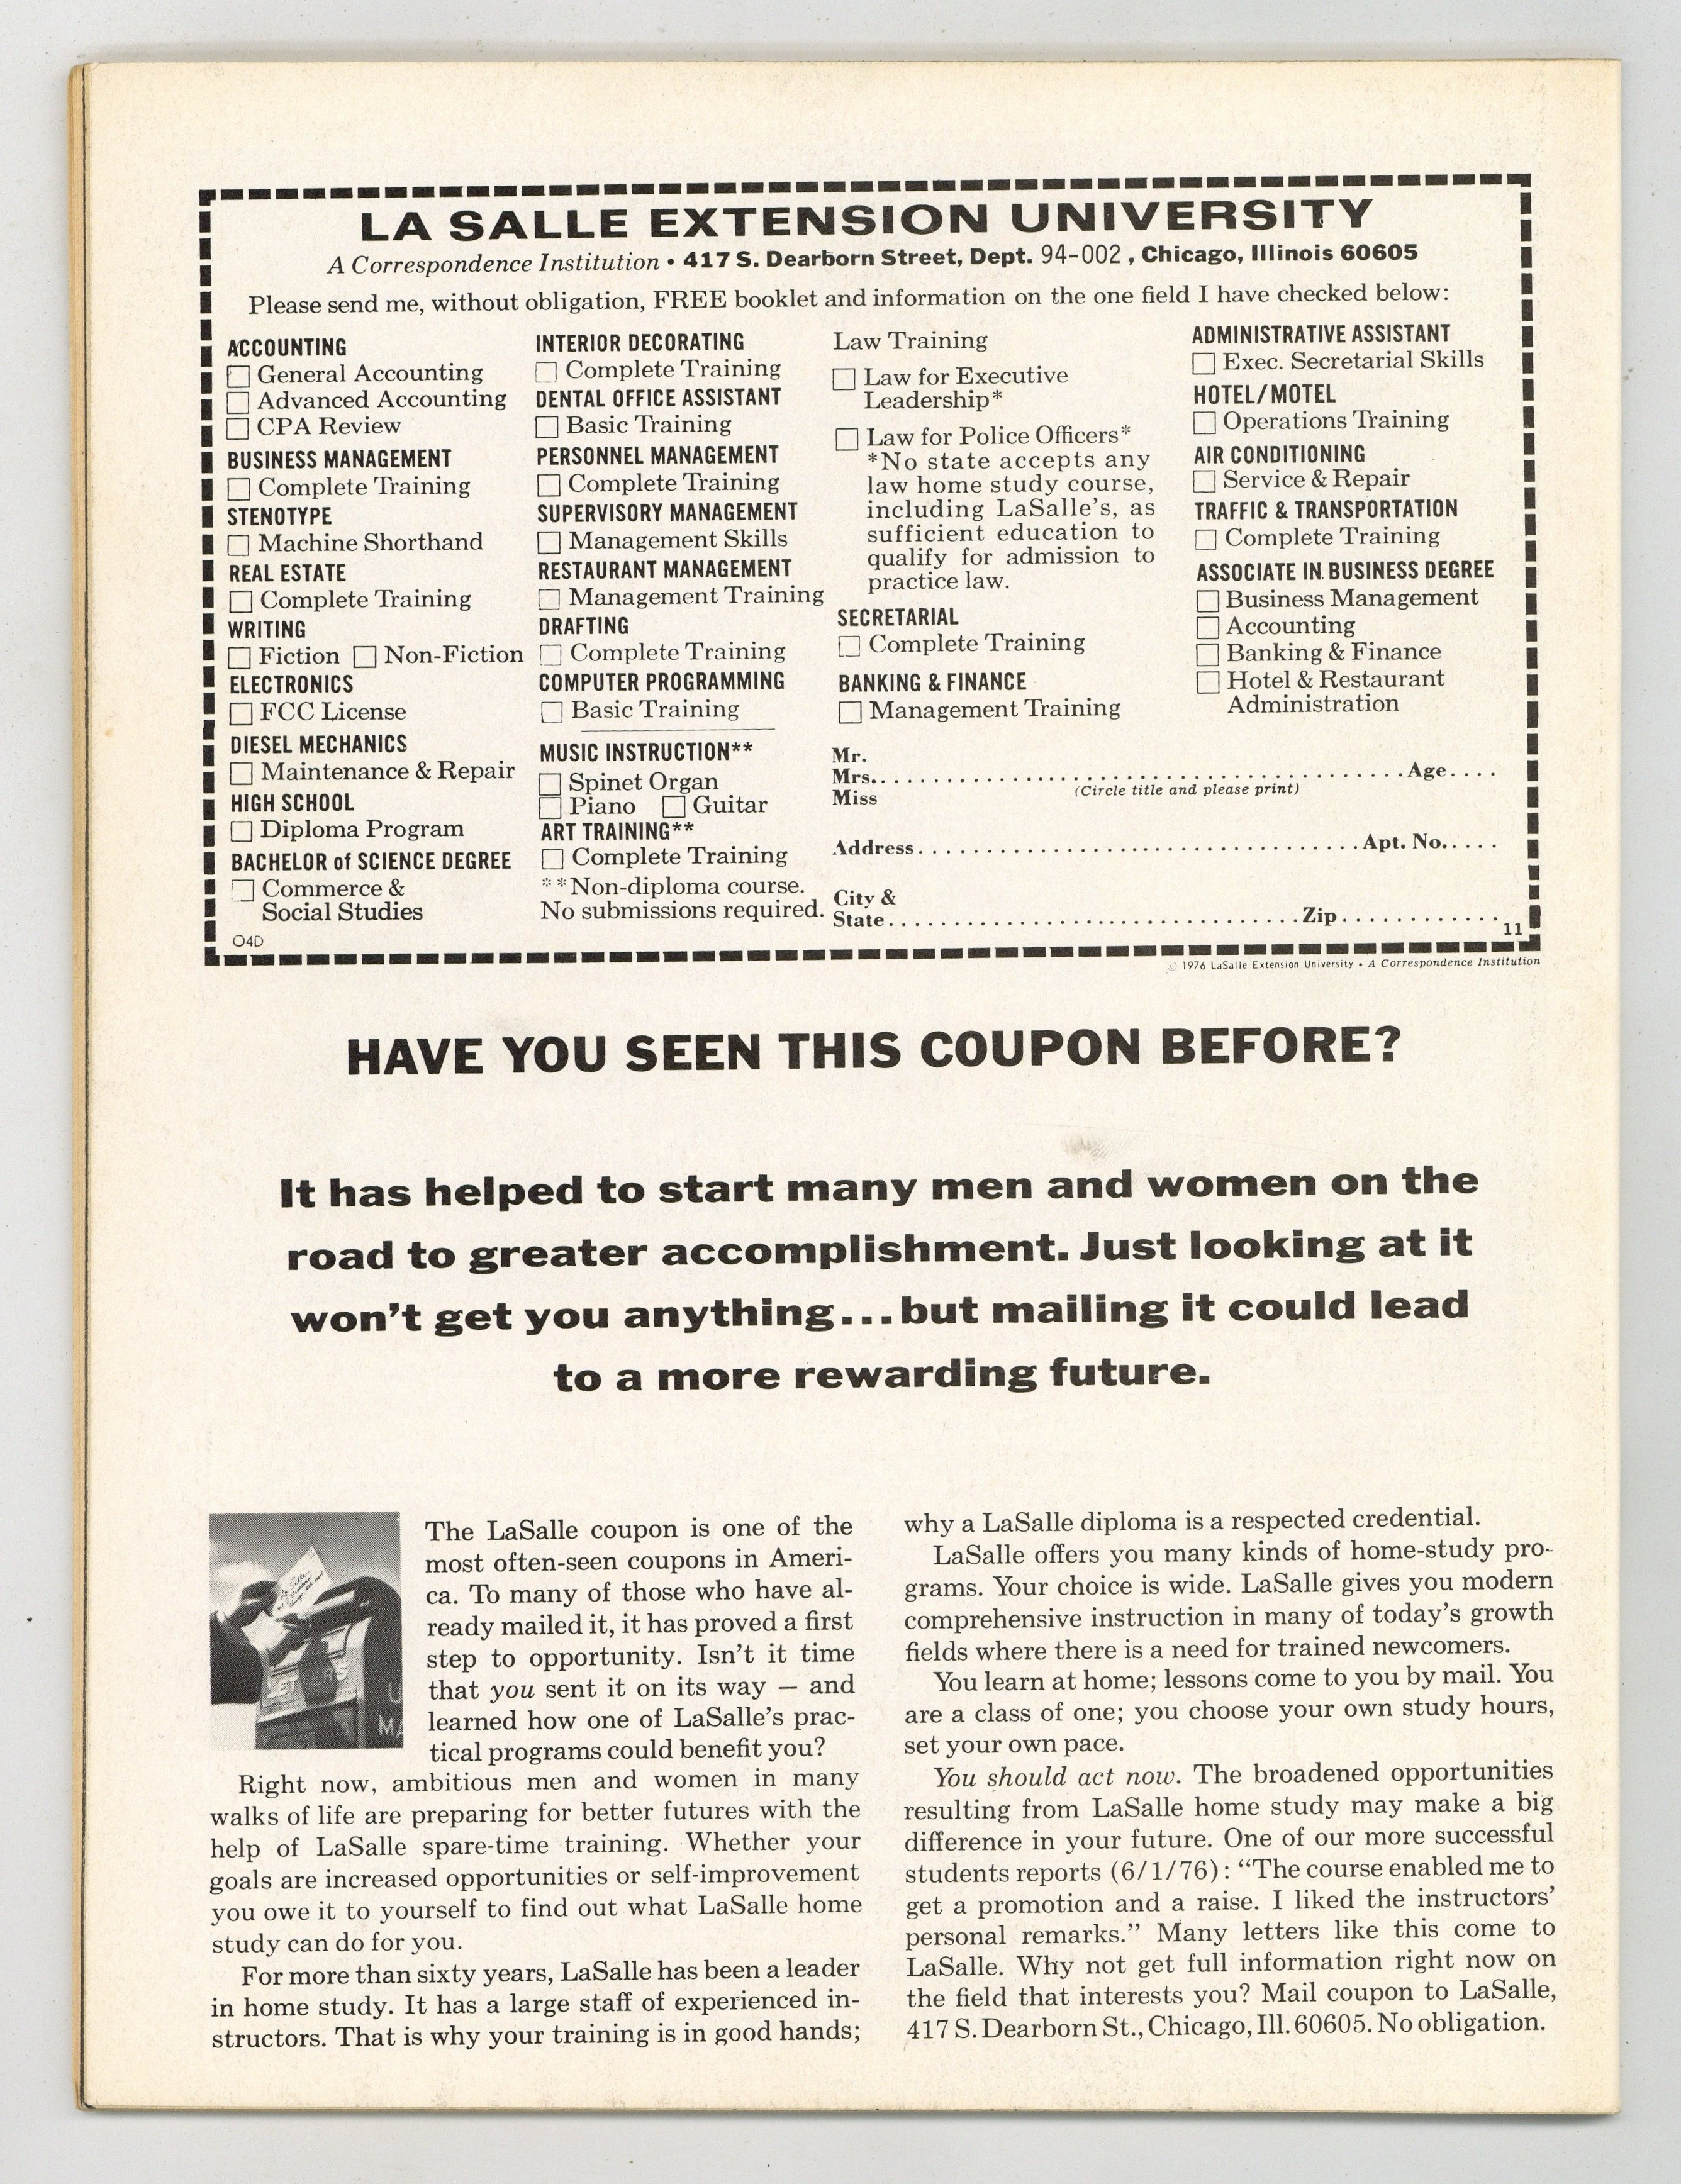 LA SALLE EXTENSION UNIVERSITY
A Correspondence Institution • 417 S. Dearborn Street, Dept. 94-002 , Chicago, Illinois 60605
Please send me, without obligation, FREE booklet and information on the one field I have checked below:
ACCOUNTING
General Accounting
Advanced Accounting
CPA Review
BUSINESS MANAGEMENT
Complete Training
STENOTYPE
Machine Shorthand
REAL ESTATE
Complete Training
WRITING
Fiction Non-Fiction
ELECTRONICS
FCC License
DIESEL MECHANICS
Maintenance & Repair
HIGH SCHOOL
Diploma Program
BACHELOR of SCIENCE DEGREE
Commerce &
Social Studies
O4D
INTERIOR DECORATING
Complete Training
DENTAL OFFICE ASSISTANT
Basic Training
PERSONNEL MANAGEMENT
Complete Training
SUPERVISORY MANAGEMENT
Management Skills
RESTAURANT MANAGEMENT
Management Training
DRAFTING
Complete Training
COMPUTER PROGRAMMING
Basic Training
MUSIC INSTRUCTION**
Spinet Organ
Piano Guitar
ART TRAINING**
Complete Training
**Non-diploma course.
No submissions required.
Law Training
Law for Executive
Leadership*
Law for Police Officers*
*No state accepts any
law home study course,
including LaSalle's, as
sufficient education to
qualify for admission to
practice law.
SECRETARIAL
Complete Training
BANKING & FINANCE
Management Training
ADMINISTRATIVE ASSISTANT
Exec. Secretarial Skills
HOTEL/MOTEL
Operations Training
AIR CONDITIONING
Service & Repair
TRAFFIC & TRANSPORTATION
Complete Training
ASSOCIATE IN BUSINESS DEGREE
Business Management
Accounting
Banking & Finance
Hotel & Restaurant
Administration
Mr.
Mrs. Age
(Circle title and please print)
Miss
Address Apt. No.
City &
State Zip
11
© 1976 LaSalle Extension University • A Correspondence Institution
HAVE YOU SEEN THIS COUPON BEFORE?
It has helped to start many men and women on the
road to greater accomplishment. Just looking at it
won't get you anything...but mailing it could lead
to a more rewarding future.
LETTERS
U
MA
The LaSalle coupon is one of the
most often-seen coupons in Ameri-
ca. To many of those who have al-
ready mailed it, it has proved a first
step to opportunity. Isn't it time
that you sent it on its way — and
learned how one of LaSalle's prac-
tical programs could benefit you?
Right now, ambitious men and women in many
walks of life are preparing for better futures with the
help of LaSalle spare-time training. Whether your
goals are increased opportunities or self-improvement
you owe it to yourself to find out what LaSalle home
study can do for you.
For more than sixty years, LaSalle has been a leader
in home study. It has a large staff of experienced in-
structors. That is why your training is in good hands;
why a LaSalle diploma is a respected credential.
LaSalle offers you many kinds of home-study pro-
grams. Your choice is wide. LaSalle gives you modern
comprehensive instruction in many of today's growth
fields where there is a need for trained newcomers.
You learn at home; lessons come to you by mail. You
are a class of one; you choose your own study hours,
set your own pace.
You should act now. The broadened opportunities
resulting from LaSalle home study may make a big
difference in your future. One of our more successful
students reports (6/1/76): “The course enabled me to
get a promotion and a raise. I liked the instructors'
personal remarks.” Many letters like this come to
LaSalle. Why not get full information right now on
the field that interests you? Mail coupon to LaSalle,
417 S. Dearborn St., Chicago, Ill. 60605. No obligation.